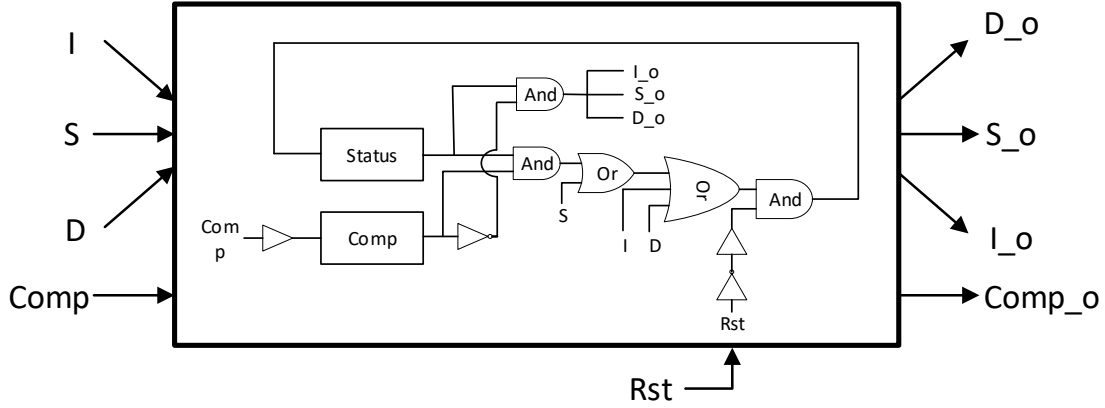 I
S
D
Comp
I_o
S_o
D_o
And
Status
And
Or
S
Or
I
D
And
Com
p
Comp
Rst
D_o
S_o
I_o
Comp_o
Rst